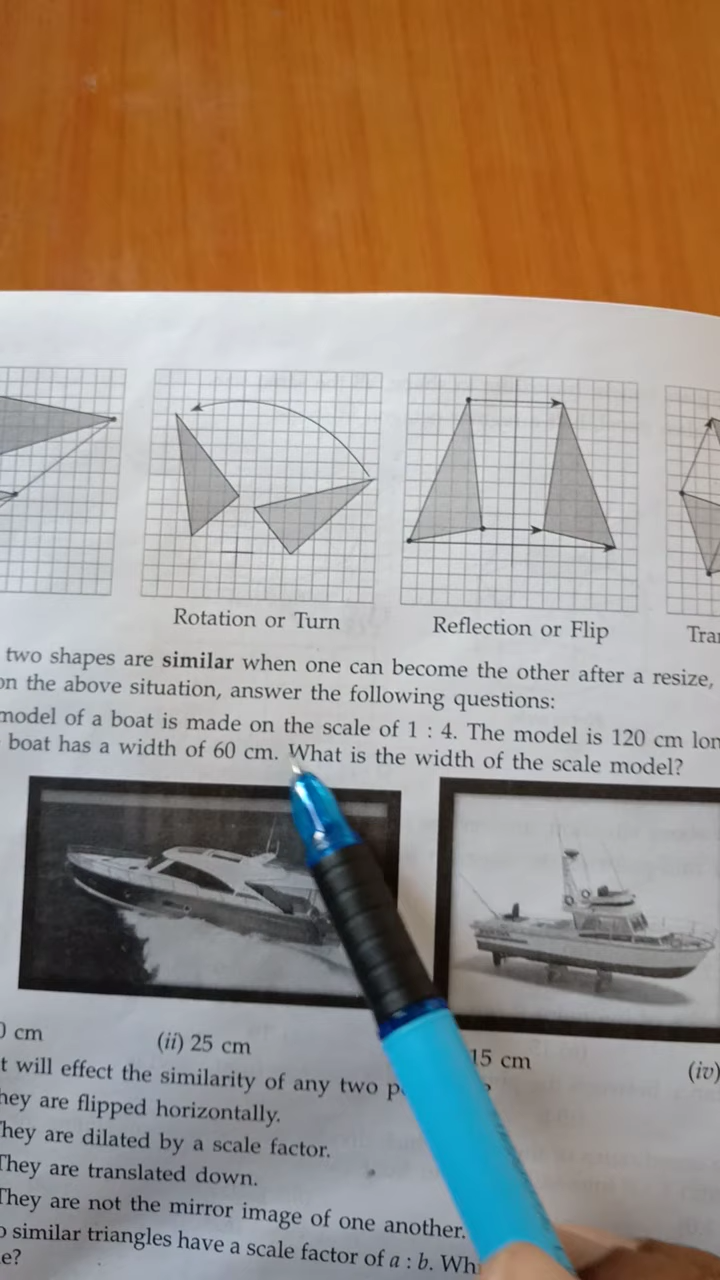 Rotation or Turn
Reflection or Flip
two shapes are similar when one can become the other after a resize,
on the above situation, answer the following questions:
model of a boat is made on the scale of 1 : 4. The model is 120 cm
boat has a width of 60 cm. What is the width of the scale model?
cm
(ii) 25 cm
15 cm
(iv)
will effect the similarity of any two
hey are flipped horizontally.
hey are dilated by a scale factor.
They are translated down.
They are not the mirror image of one another.
similar triangles have a scale factor of a : b.